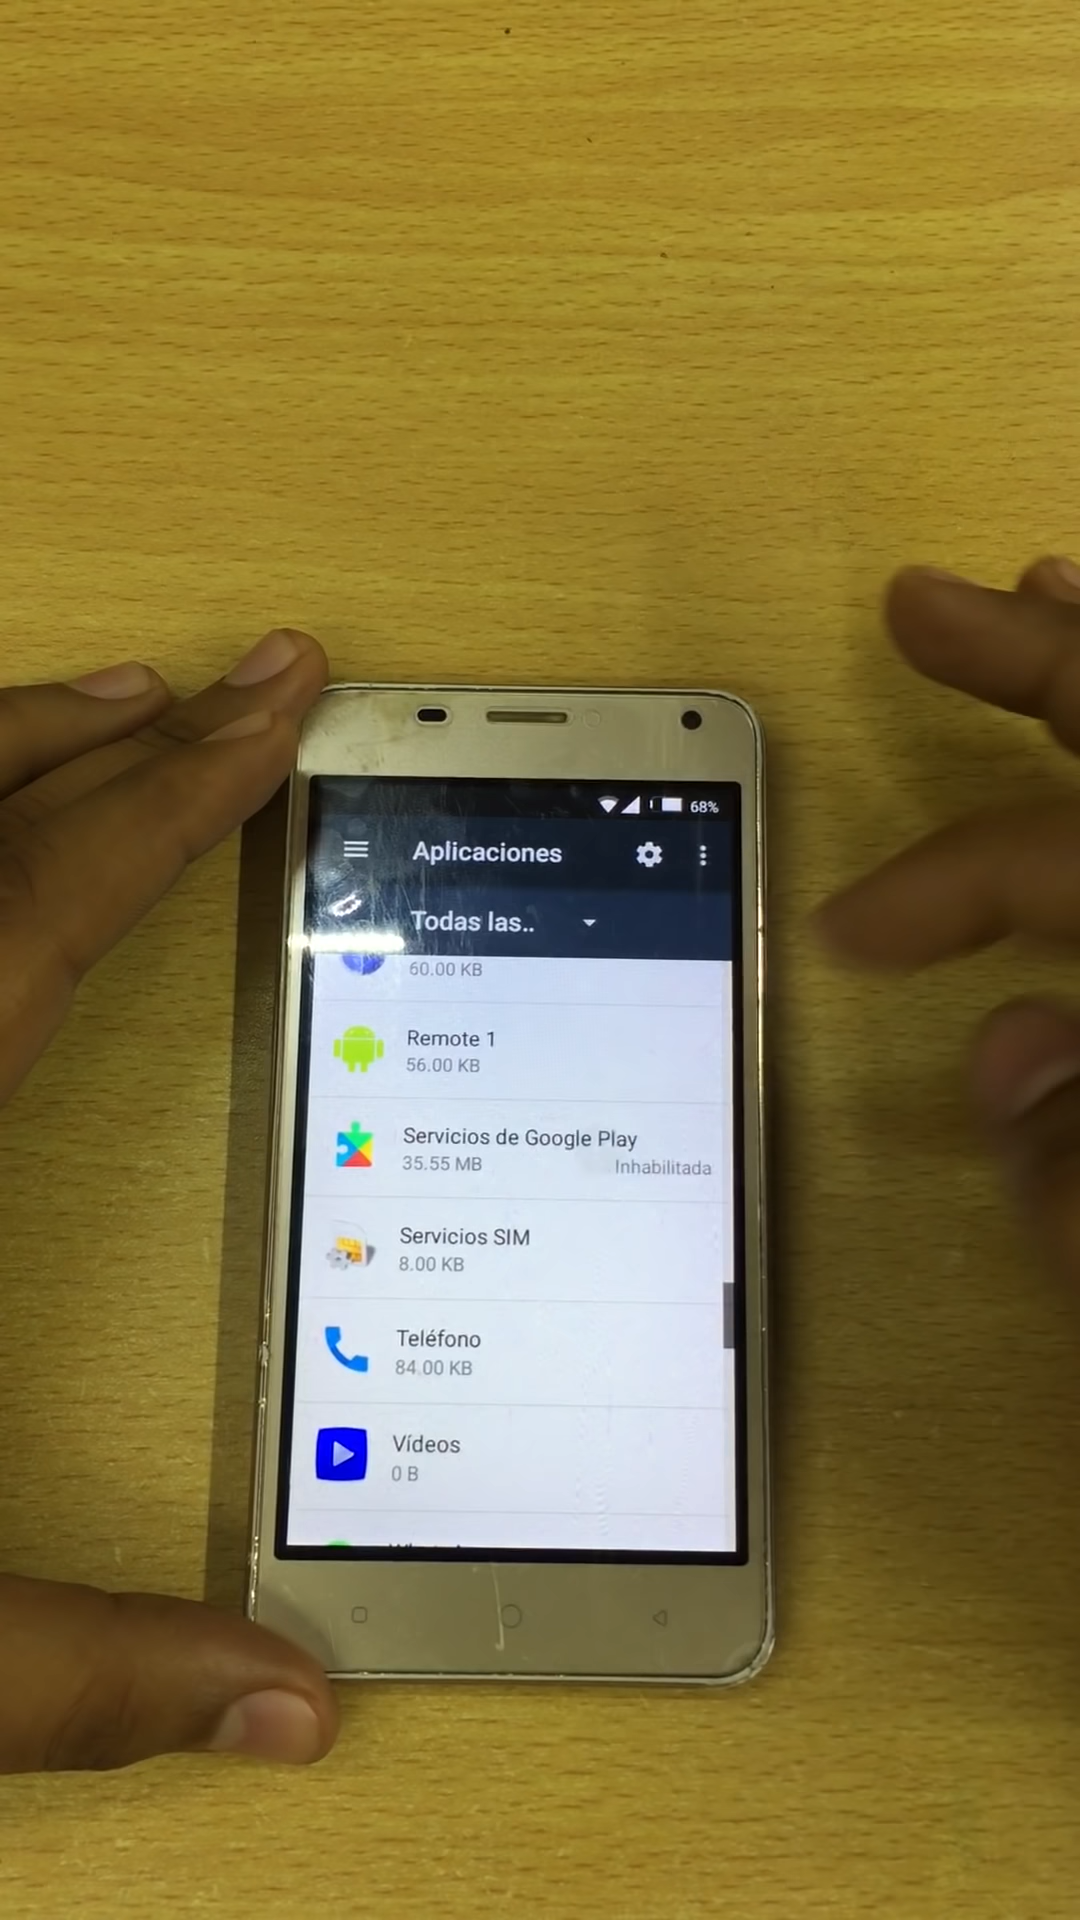 68%
Aplicaciones
Todas las..
60.00 KB
Remote 1
56.00 KB
Servicios de Google Play
35.55 MB
Inhabilitada
Servicios SIM
8.00 KB
Teléfono
84.00 KB
Vídeos
0 B